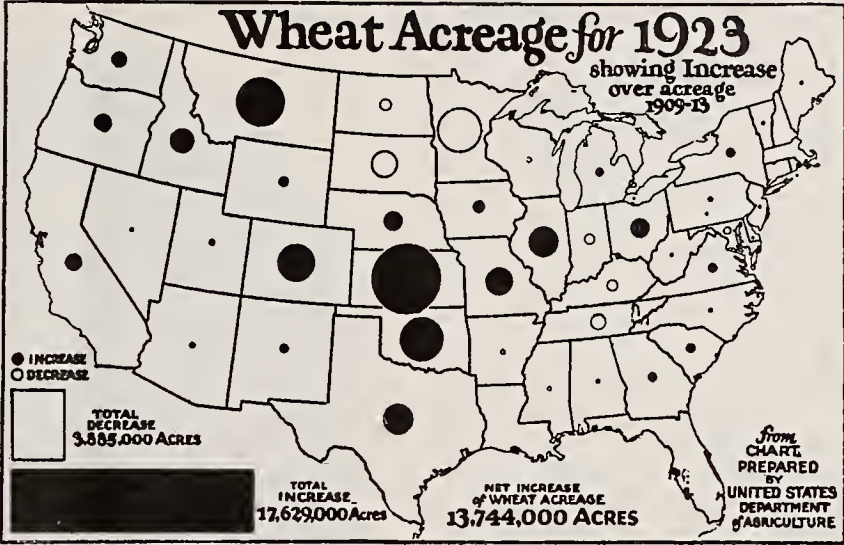 Wheat Acreage for 1923
showing Increase
over acreage
1909-13
INCREASE
DECREASE
TOTAL
DECREASE
3,885,000 ACRES
TOTAL
INCREASE
17,629,000 Acres
NET INCREASE
of WHEAT ACREAGE
13,744,000 ACRES
from
CHART
PREPARED
BY
UNITED STATES
DEPARTMENT
of AGRICULTURE